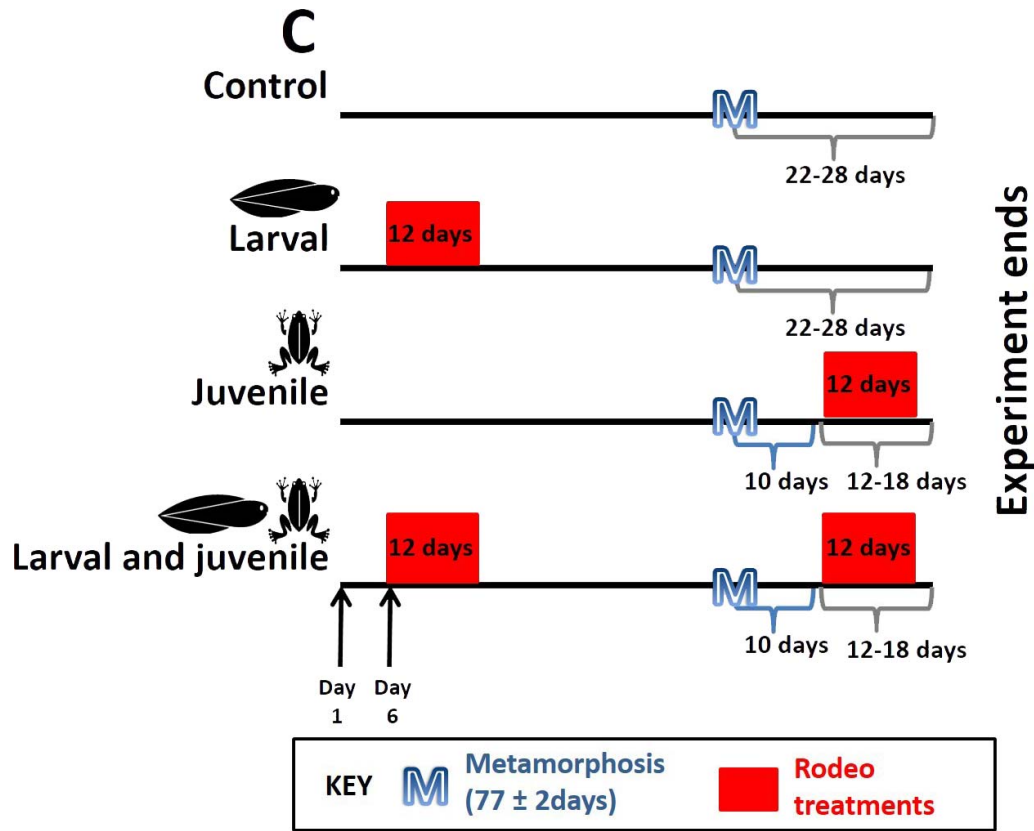 C
Control
M
22-28 days
Larval
12 days
M
22-28 days
Juvenile
12 days
M
10 days
12-18 days
Larval and juvenile
12 days
12 days
M
10 days
12-18 days
Day
1
Day
6
Experiment ends
KEY
M
Metamorphosis
(77 ± 2days)
Rodeo
treatments